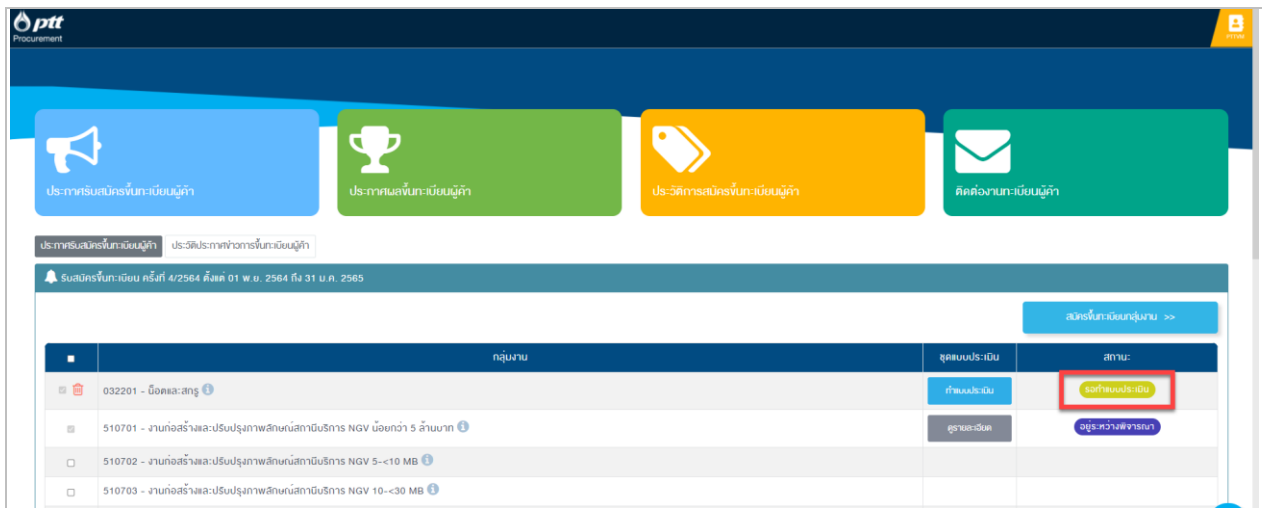 ptt
Procurement
ประกาศรับสมัครขึ้นทะเบียนผู้ค้า
ประกาศผลขึ้นทะเบียนผู้ค้า
ประวัติการสมัครขึ้นทะเบียนผู้ค้า
ติดต่องานทะเบียนผู้ค้า
ประกาศรับสมัครขึ้นทะเบียนผู้ค้า ประวัติประกาศข่าวการขึ้นทะเบียนผู้ค้า
รับสมัครขึ้นทะเบียน ครั้งที่ 4/2564 ตั้งแต่ 01 พ.ย. 2564 ถึง 31 ม.ค. 2565
สมัครขึ้นทะเบียนกลุ่มงาน >>
กลุ่มงาน ชุดแบบประเมิน สถานะ
032201 - น็อตและสกรู ทำแบบประเมิน รอทำแบบประเมิน
510701 - งานก่อสร้างและปรับปรุงภาพลักษณ์สถานีบริการ NGV น้อยกว่า 5 ล้านบาท ดูรายละเอียด อยู่ระหว่างพิจารณา
510702 - งานก่อสร้างและปรับปรุงภาพลักษณ์สถานีบริการ NGV 5-<10 MB
510703 - งานก่อสร้างและปรับปรุงภาพลักษณ์สถานีบริการ NGV 10-<30 MB